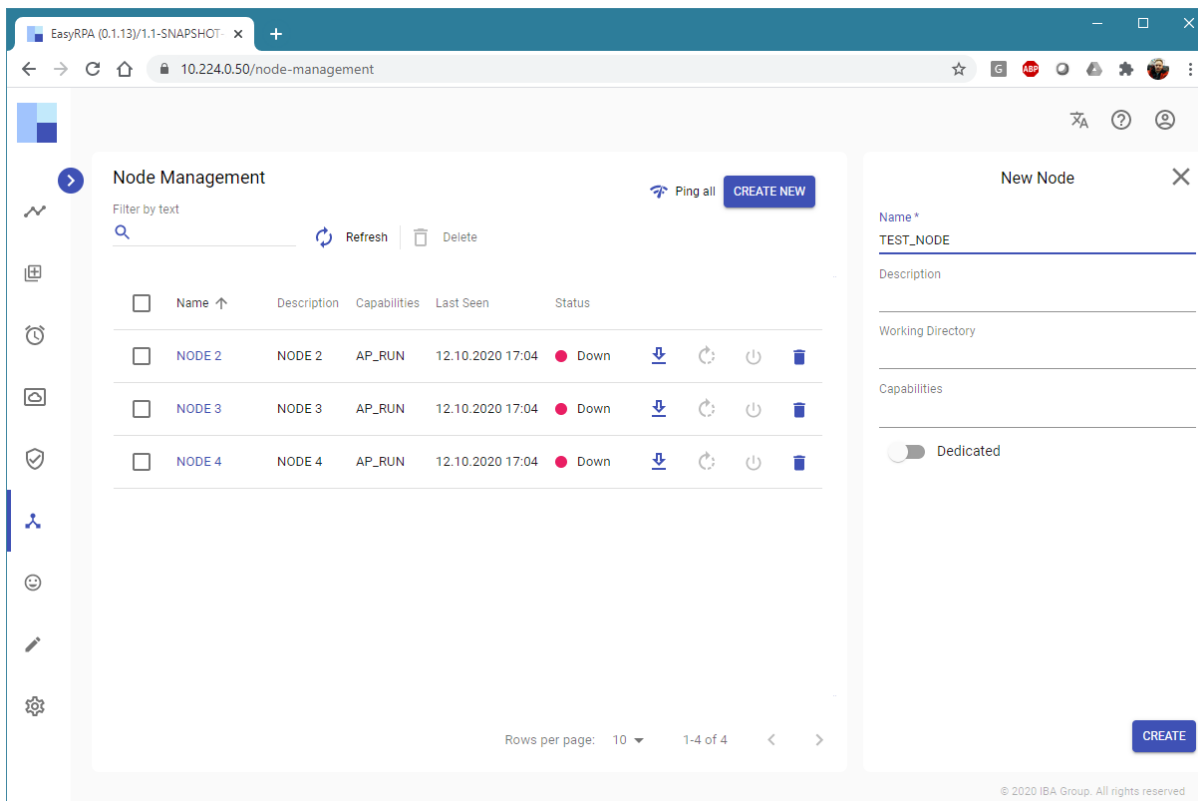 EasyRPA (0.1.13)/1.1-SNAPSHOT-
10.224.0.50/node-management
G
ABP
Node Management
Ping all
CREATE NEW
Filter by text
Refresh
Delete
Name Description Capabilities Last Seen Status
NODE 2 NODE 2 AP_RUN 12.10.2020 17:04 Down
NODE 3 NODE 3 AP_RUN 12.10.2020 17:04 Down
NODE 4 NODE 4 AP_RUN 12.10.2020 17:04 Down
Rows per page: 10 1-4 of 4
New Node
Name *
TEST_NODE
Description
Working Directory
Capabilities
Dedicated
CREATE
© 2020 IBA Group. All rights reserved